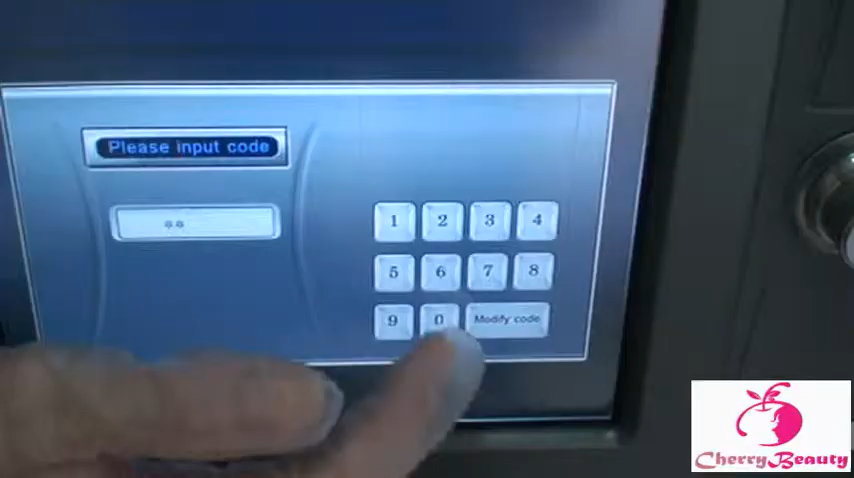 Please input code
**
1 2 3 4
5 6 7 8
9 0 Modify code
CherryBeauty